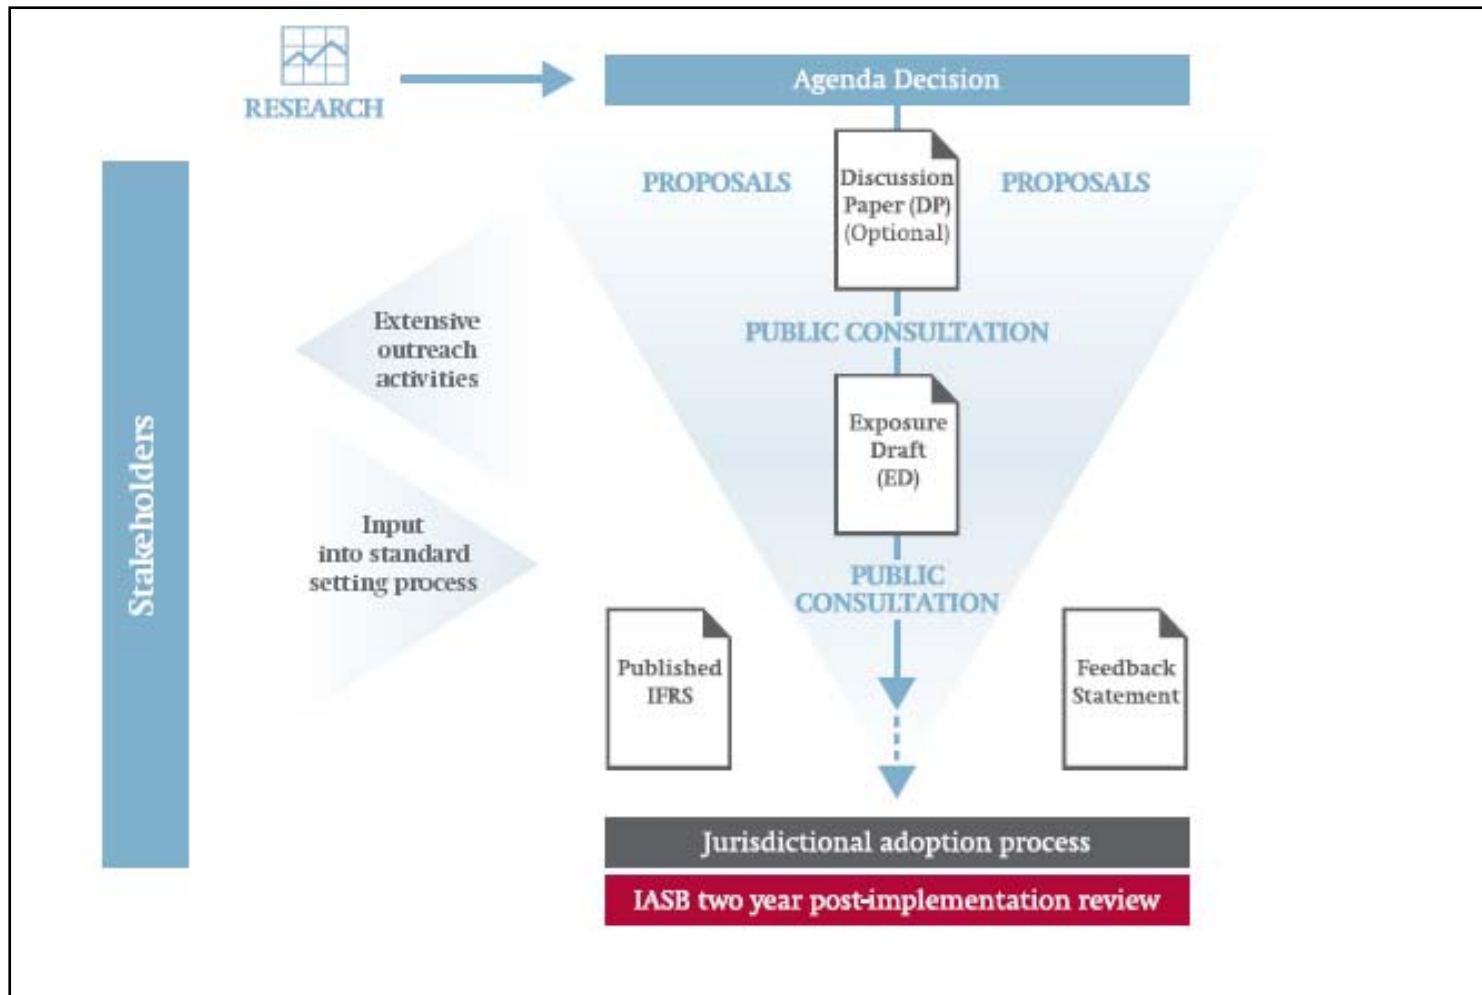 RESEARCH
Agenda Decision
PROPOSALS
Discussion
Paper (DP)
(Optional)
PROPOSALS
PUBLIC CONSULTATION
Extensive
outreach
activities
Exposure
Draft
(ED)
Stakeholders
Input
into standard
setting process
PUBLIC
CONSULTATION
Published
IFRS
Feedback
Statement
Jurisdictional adoption process
IASB two year post-implementation review